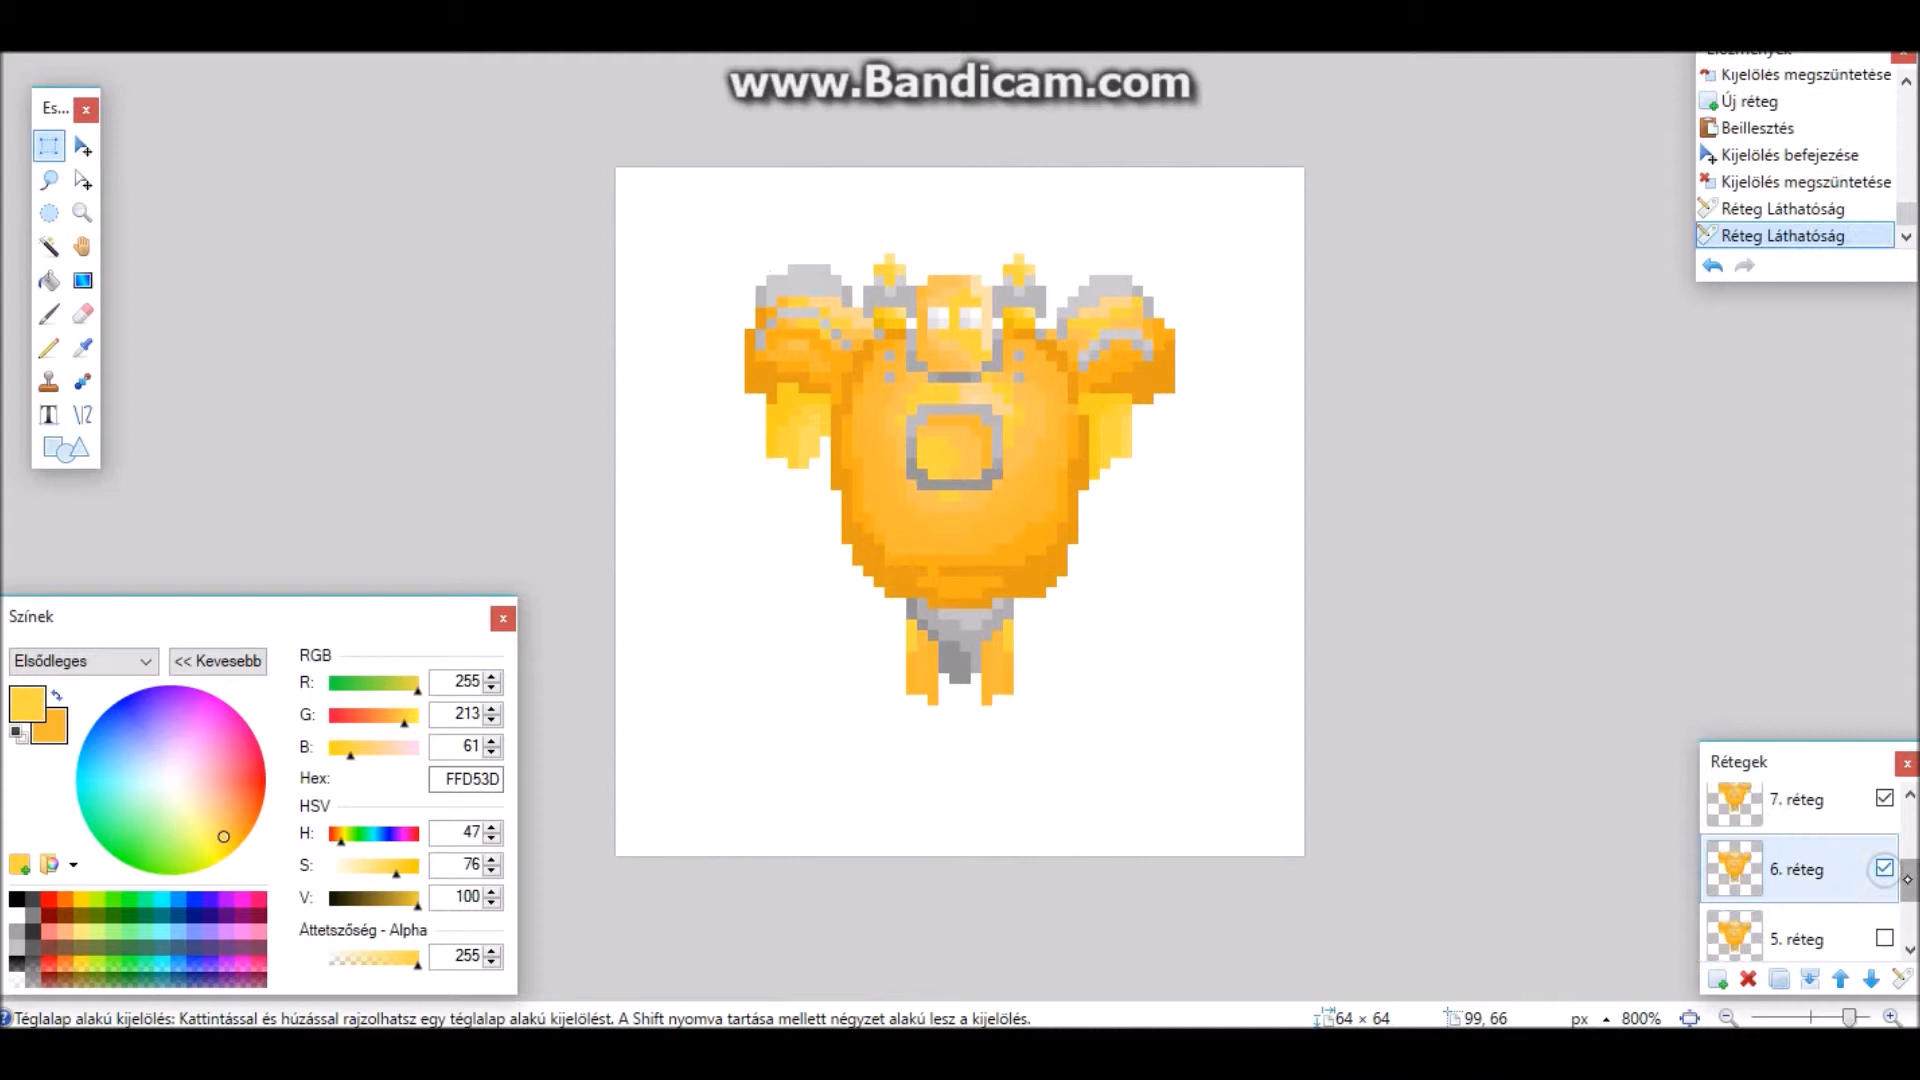 www.Bandicam.com
Es...
Előzmények
Kijelölés megszüntetése
Új réteg
Beillesztés
Kijelölés befejezése
Kijelölés megszüntetése
Réteg Láthatóság
Réteg Láthatóság
Színek
Elsődleges
<< Kevesebb
RGB
R: 255
G: 213
B: 61
Hex: FFD53D
HSV
H: 47
S: 76
V: 100
Áttetszőség - Alpha
255
Rétegek
7. réteg
6. réteg
5. réteg
Téglalap alakú kijelölés: Kattintással és húzással rajzolhatsz egy téglalap alakú kijelölést. A Shift nyomva tartása mellett négyzet alakú lesz a kijelölés.
64 × 64
99, 66
px
800%